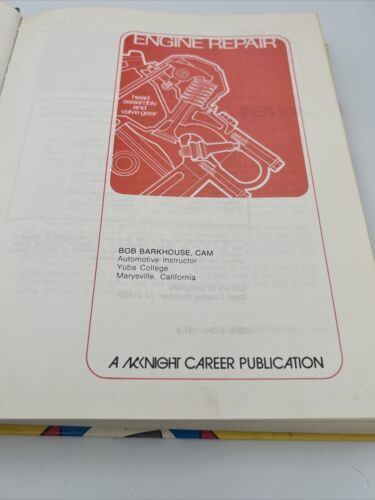 ENGINE REPAIR
head
assembly
and
valve gear
BOB BARKHOUSE, CAM
Automotive Instructor
Yuba College
Marysville, California
A McKNIGHT CAREER PUBLICATION